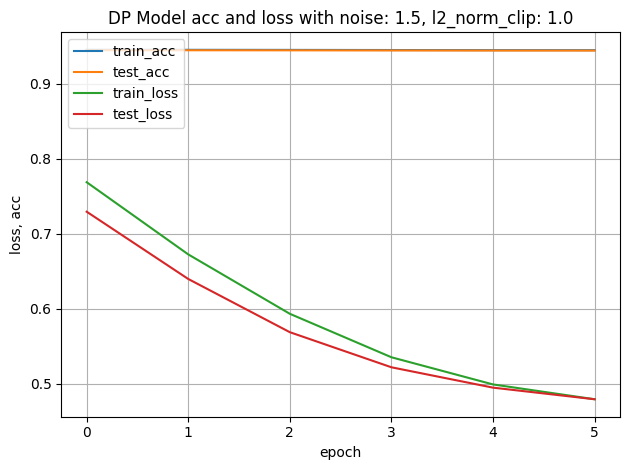 DP Model acc and loss with noise: 1.5, l2_norm_clip: 1.0
train_acc
test_acc
train_loss
test_loss
0.9
0.8
0.7
0.6
0.5
loss, acc
0 1 2 3 4 5
epoch